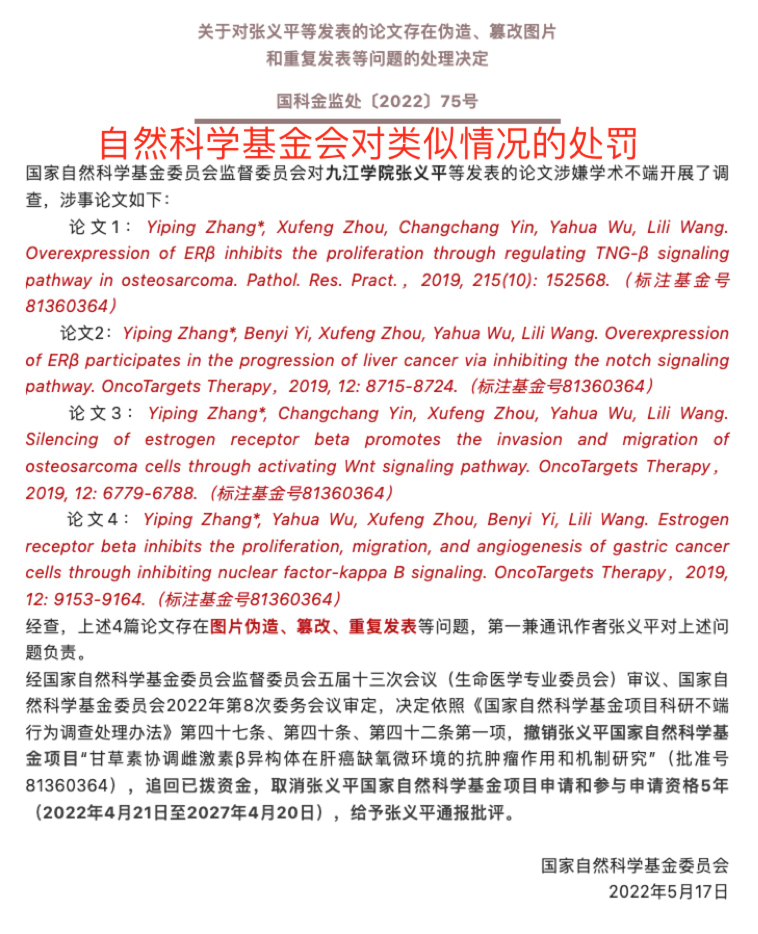 关于对张义平等发表的论文存在伪造、篡改图片
和重复发表等问题的处理决定
国科金监处〔2022〕75号
自然科学基金会对类似情况的处罚
国家自然科学基金委员会监督委员会对九江学院张义平等发表的论文涉嫌学术不端开展了调
查，涉事论文如下：
论文1：Yiping Zhang*, Xufeng Zhou, Changchang Yin, Yahua Wu, Lili Wang.
Overexpression of ERβ inhibits the proliferation through regulating TNG-β signaling
pathway in osteosarcoma. Pathol. Res. Pract.，2019, 215(10): 152568.（标注基金号
81360364）
论文2：Yiping Zhang*, Benyi Yi, Xufeng Zhou, Yahua Wu, Lili Wang. Overexpression
of ERβ participates in the progression of liver cancer via inhibiting the notch signaling
pathway. OncoTargets Therapy，2019, 12: 8715-8724.（标注基金号81360364）
论文3：Yiping Zhang*, Changchang Yin, Xufeng Zhou, Yahua Wu, Lili Wang.
Silencing of estrogen receptor beta promotes the invasion and migration of
osteosarcoma cells through activating Wnt signaling pathway. OncoTargets Therapy，
2019, 12: 6779-6788.（标注基金号81360364）
论文4：Yiping Zhang*, Yahua Wu, Xufeng Zhou, Benyi Yi, Lili Wang. Estrogen
receptor beta inhibits the proliferation, migration, and angiogenesis of gastric cancer
cells through inhibiting nuclear factor-kappa B signaling. OncoTargets Therapy，2019,
12: 9153-9164.（标注基金号81360364）
经查，上述4篇论文存在图片伪造、篡改、重复发表等问题，第一兼通讯作者张义平对上述问
题负责。
经国家自然科学基金委员会监督委员会五届十三次会议（生命医学专业委员会）审议、国家自
然科学基金委员会2022年第8次委务会议审定，决定依照《国家自然科学基金项目科研不端
行为调查处理办法》第四十七条、第四十条、第四十二条第一项，撤销张义平国家自然科学基
金项目“甘草素协调雌激素β异构体在肝癌缺氧微环境的抗肿瘤作用和机制研究”（批准号
81360364），追回已拨资金，取消张义平国家自然科学基金项目申请和参与申请资格5年
（2022年4月21日至2027年4月20日），给予张义平通报批评。
国家自然科学基金委员会
2022年5月17日